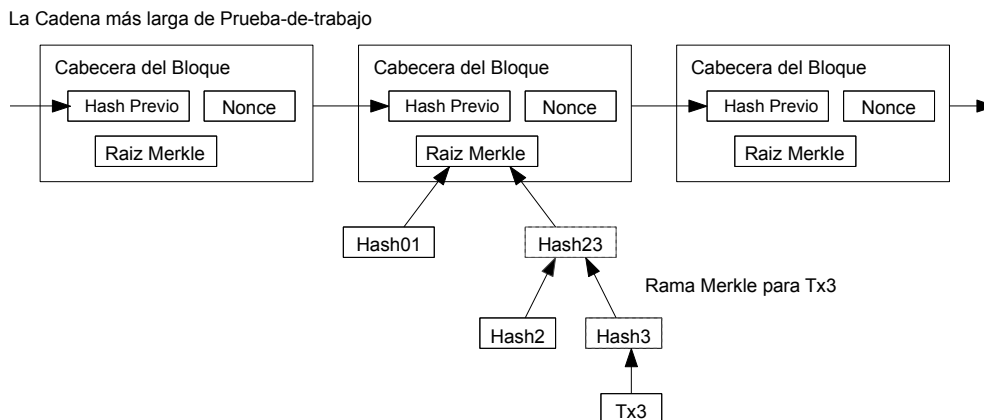 La Cadena más larga de Prueba-de-trabajo
Cabecera del Bloque
Hash Previo
Nonce
Raiz Merkle
Cabecera del Bloque
Hash Previo
Nonce
Raiz Merkle
Cabecera del Bloque
Hash Previo
Nonce
Raiz Merkle
Hash01
Hash23
Rama Merkle para Tx3
Hash2
Hash3
Tx3